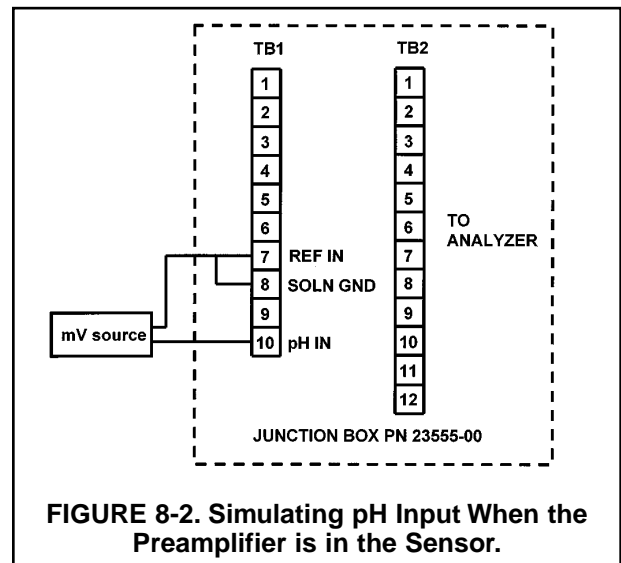 TB1 TB2
1 1
2 2
3 3
4 4
5 5
6 6
TO
ANALYZER
7 REF IN 7
8 SOLN GND 8
9 9
mV source
10 pH IN 10
11
12
JUNCTION BOX PN 23555-00
FIGURE 8-2. Simulating pH Input When the
Preamplifier is in the Sensor.